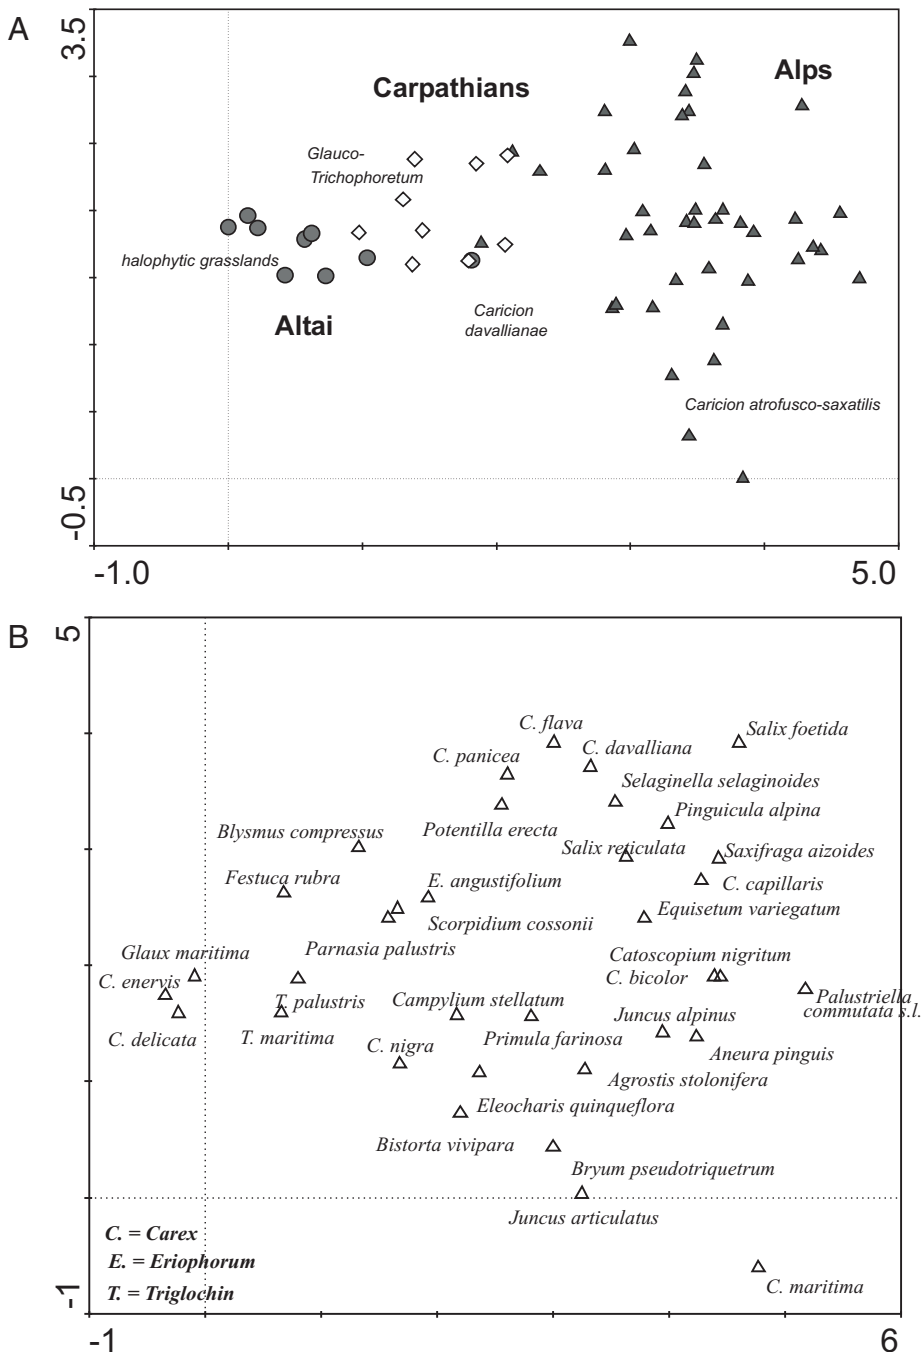 A
3.5
Alps
Carpathians
Glauco-
Trichophoretum
halophytic grasslands
Altai
Caricion
davallianae
Caricion atrofusco-saxatilis
-0.5
-1.0
5.0
B
5
C. flava
Salix foetida
C. davalliana
C. panicea
Selaginella selaginoides
Pinguicula alpina
Blysmus compressus
Potentilla erecta
Salix reticulata
Saxifraga aizoides
Festuca rubra
E. angustifolium
C. capillaris
Equisetum variegatum
Scorpidium cossonii
Parnasia palustris
Glaux maritima
Catoscopium nigritum
C. enervis
C. bicolor
T. palustris
Campylium stellatum
Palustriella
commutata s.l.
Juncus alpinus
C. delicata
T. maritima
Primula farinosa
C. nigra
Aneura pinguis
Agrostis stolonifera
Eleocharis quinqueflora
Bistorta vivipara
Bryum pseudotriquetrum
Juncus articulatus
C. = Carex
E. = Eriophorum
T. = Triglochin
C. maritima
-1
-1
6